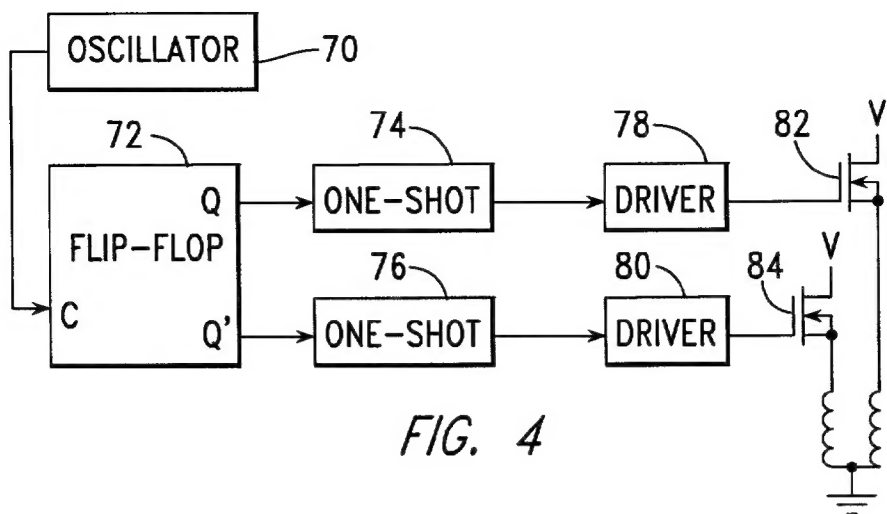 OSCILLATOR
70
72
74
78
82
V
Q
ONE-SHOT
DRIVER
FLIP-FLOP
76
80
84
V
C
Q'
ONE-SHOT
DRIVER
FIG. 4